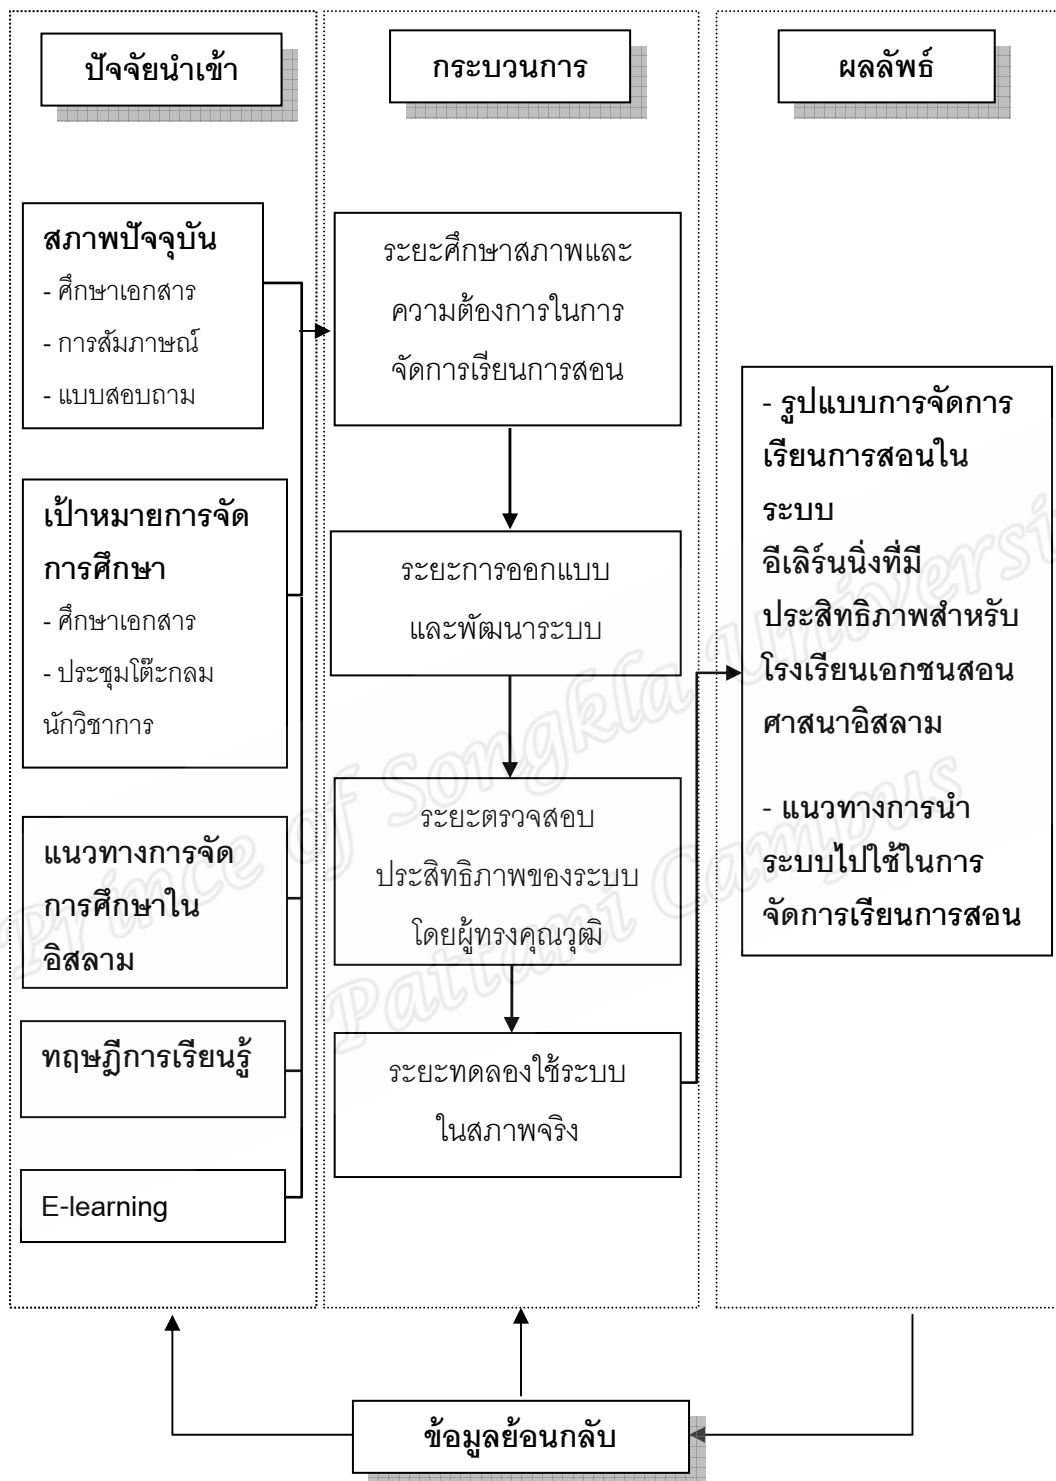 ปัจจัยนำเข้า
กระบวนการ
ผลลัพธ์
สภาพปัจจุบัน
- ศึกษาเอกสาร
- การสัมภาษณ์
- แบบสอบถาม
เป้าหมายการจัด
การศึกษา
- ศึกษาเอกสาร
- ประชุมโต๊ะกลม
นักวิชาการ
แนวทางการจัด
การศึกษาใน
อิสลาม
ทฤษฎีการเรียนรู้
E-learning
ระยะศึกษาสภาพและ
ความต้องการในการ
จัดการเรียนการสอน
ระยะการออกแบบ
และพัฒนาระบบ
ระยะตรวจสอบ
ประสิทธิภาพของระบบ
โดยผู้ทรงคุณวุฒิ
ระยะทดลองใช้ระบบ
ในสภาพจริง
- รูปแบบการจัดการ
เรียนการสอนใน
ระบบ
อีเลิร์นนิ่งที่มี
ประสิทธิภาพสำหรับ
โรงเรียนเอกชนสอน
ศาสนาอิสลาม
- แนวทางการนำ
ระบบไปใช้ในการ
จัดการเรียนการสอน
ข้อมูลย้อนกลับ
Prince of Songkla Universi
Pattani Campus